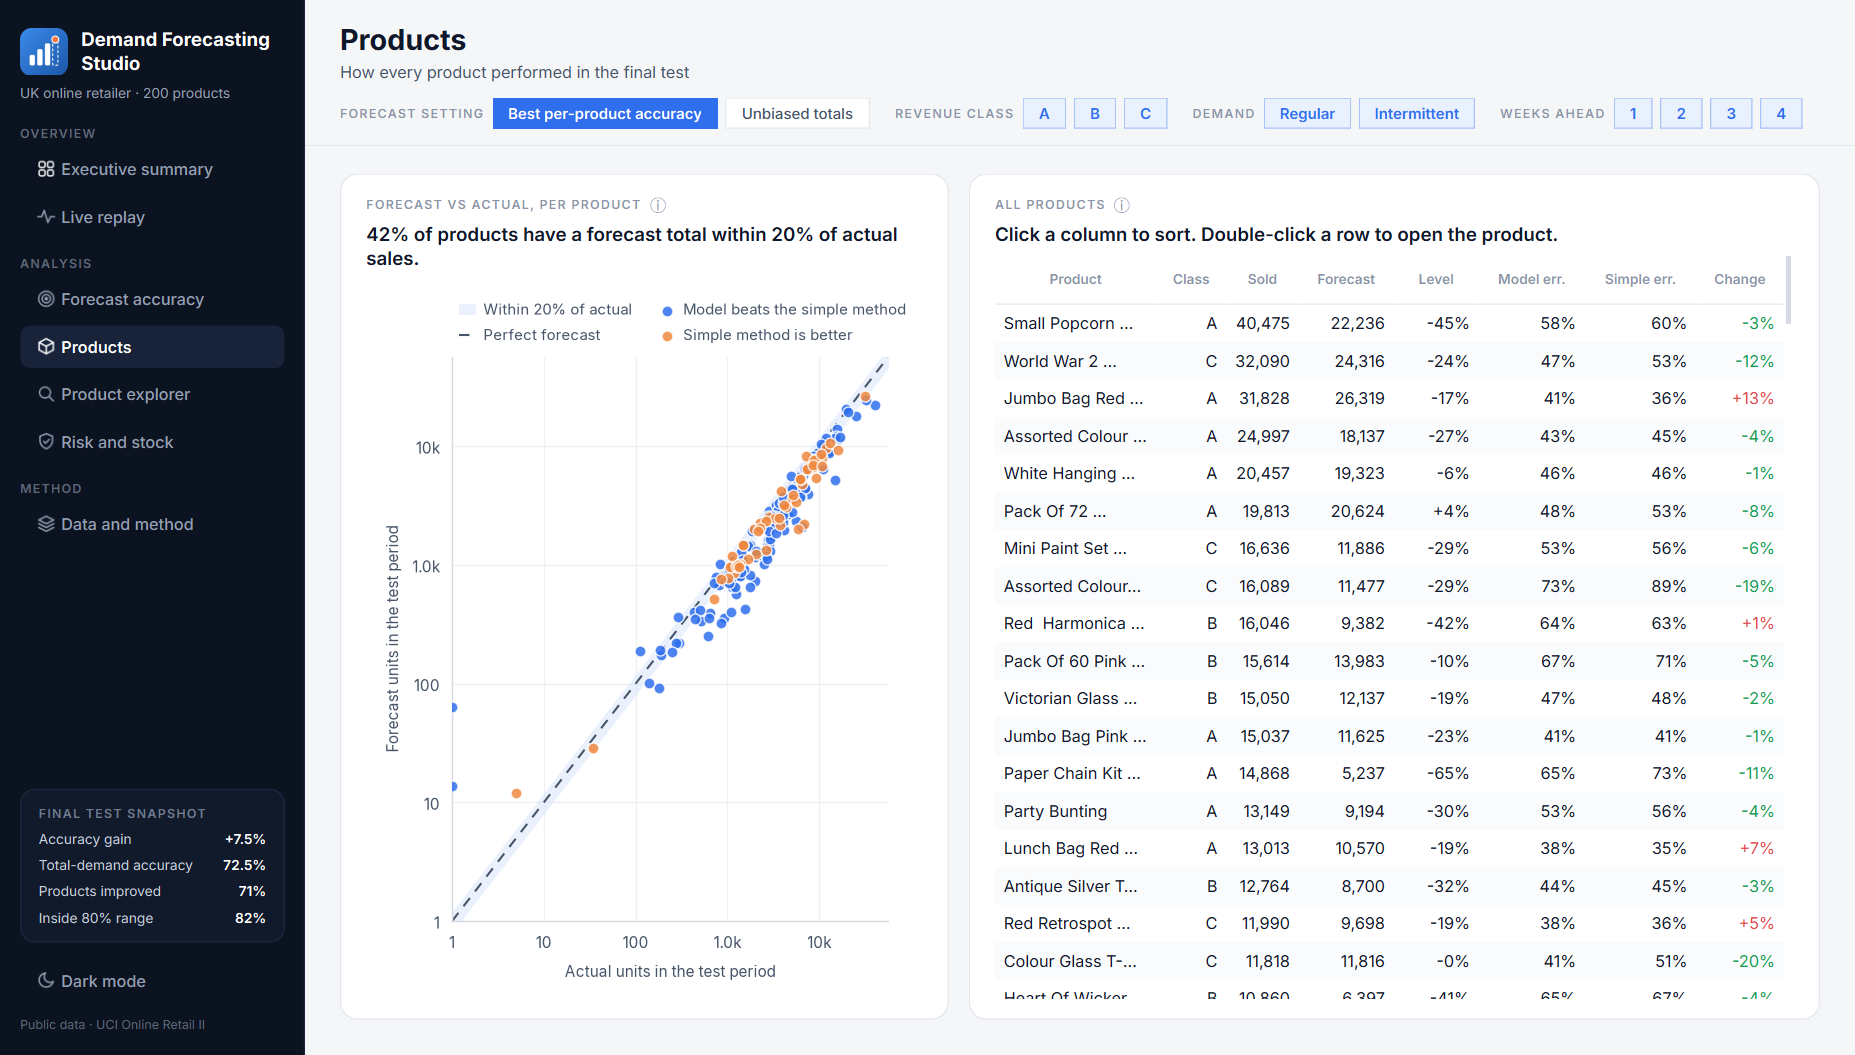 Demand Forecasting
Studio
UK online retailer · 200 products
OVERVIEW
Executive summary
Live replay
ANALYSIS
Forecast accuracy
Products
Product explorer
Risk and stock
METHOD
Data and method
FINAL TEST SNAPSHOT
Accuracy gain +7.5%
Total-demand accuracy 72.5%
Products improved 71%
Inside 80% range 82%
Dark mode
Public data · UCI Online Retail II
Products
How every product performed in the final test
FORECAST SETTING Best per-product accuracy Unbiased totals REVENUE CLASS A B C DEMAND Regular Intermittent WEEKS AHEAD 1 2 3 4
FORECAST VS ACTUAL, PER PRODUCT
42% of products have a forecast total within 20% of actual
sales.
Within 20% of actual Model beats the simple method
Perfect forecast Simple method is better
Forecast units in the test period
10k
1.0k
100
10
1
1 10 100 1.0k 10k
Actual units in the test period
ALL PRODUCTS
Click a column to sort. Double-click a row to open the product.
Product Class Sold Forecast Level Model err. Simple err. Change
Small Popcorn ... A 40,475 22,236 -45% 58% 60% -3%
World War 2 ... C 32,090 24,316 -24% 47% 53% -12%
Jumbo Bag Red ... A 31,828 26,319 -17% 41% 36% +13%
Assorted Colour ... A 24,997 18,137 -27% 43% 45% -4%
White Hanging ... A 20,457 19,323 -6% 46% 46% -1%
Pack Of 72 ... A 19,813 20,624 +4% 48% 53% -8%
Mini Paint Set ... C 16,636 11,886 -29% 53% 56% -6%
Assorted Colour... C 16,089 11,477 -29% 73% 89% -19%
Red  Harmonica ... B 16,046 9,382 -42% 64% 63% +1%
Pack Of 60 Pink ... B 15,614 13,983 -10% 67% 71% -5%
Victorian Glass ... B 15,050 12,137 -19% 47% 48% -2%
Jumbo Bag Pink ... A 15,037 11,625 -23% 41% 41% -1%
Paper Chain Kit ... A 14,868 5,237 -65% 65% 73% -11%
Party Bunting A 13,149 9,194 -30% 53% 56% -4%
Lunch Bag Red ... A 13,013 10,570 -19% 38% 35% +7%
Antique Silver T... B 12,764 8,700 -32% 44% 45% -3%
Red Retrospot ... C 11,990 9,698 -19% 38% 36% +5%
Colour Glass T-... C 11,818 11,816 -0% 41% 51% -20%
Heart Of Wicker B 10,860 6,397 -41% 65% 67% -4%